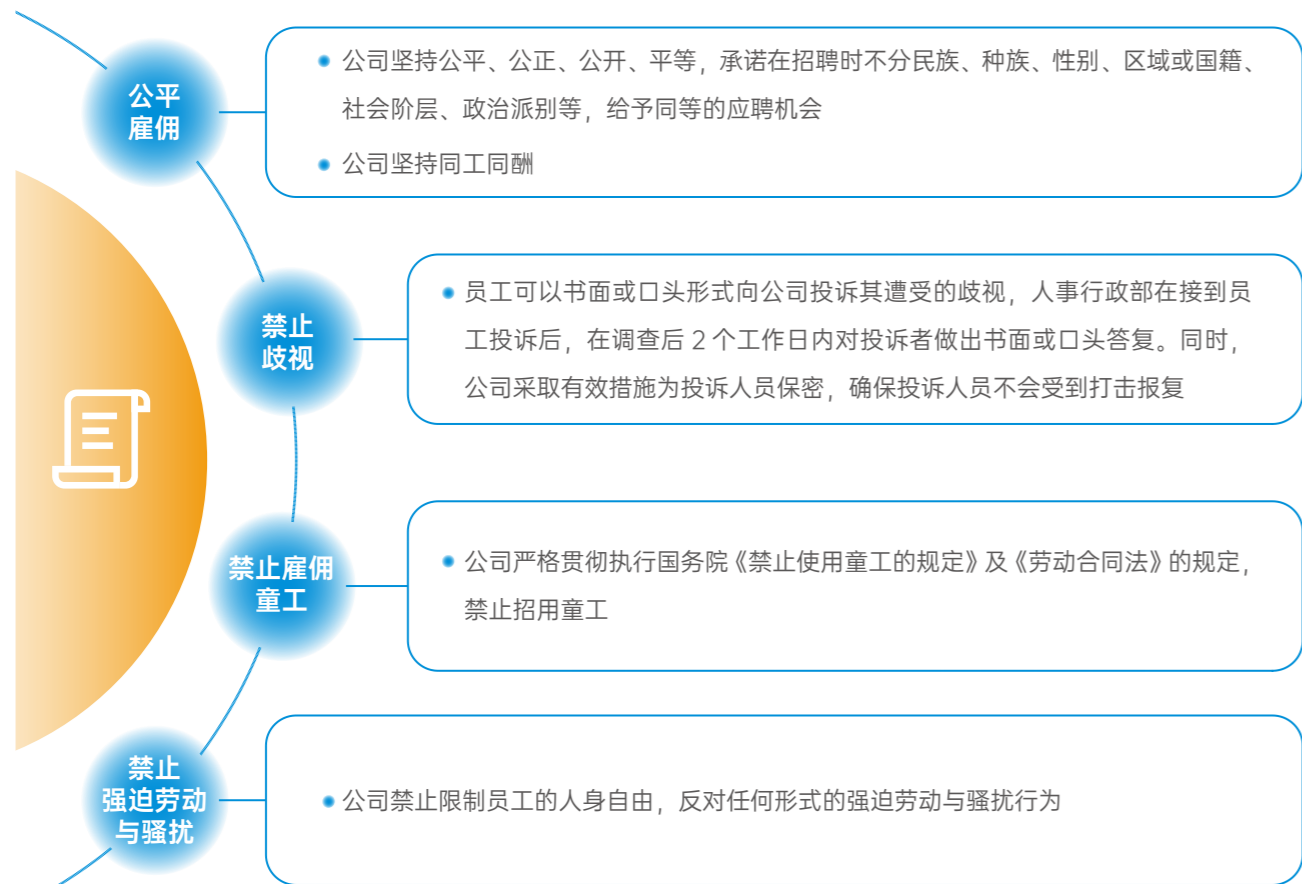 公平
雇佣
公司坚持公平、公正、公开、平等，承诺在招聘时不分民族、种族、性别、区域或国籍、
社会阶层、政治派别等，给予同等的应聘机会
公司坚持同工同酬
禁止
歧视
员工可以书面或口头形式向公司投诉其遭受的歧视，人事行政部在接到员
工投诉后，在调查后 2 个工作日内对投诉者做出书面或口头答复。同时，
公司采取有效措施为投诉人员保密，确保投诉人员不会受到打击报复
禁止雇佣
童工
公司严格贯彻执行国务院《禁止使用童工的规定》及《劳动合同法》的规定，
禁止招用童工
禁止
强迫劳动
与骚扰
公司禁止限制员工的人身自由，反对任何形式的强迫劳动与骚扰行为